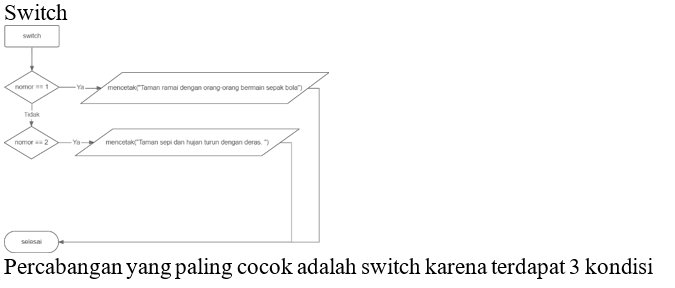 Switch
switch
nomor == 1
Ya
mencetak("Taman ramai dengan orang-orang bermain sepak bola")
Tidak
nomor == 2
Ya
mencetak("Taman sepi dan hujan turun dengan deras. ")
selesai
Percabangan yang paling cocok adalah switch karena terdapat 3 kondisi